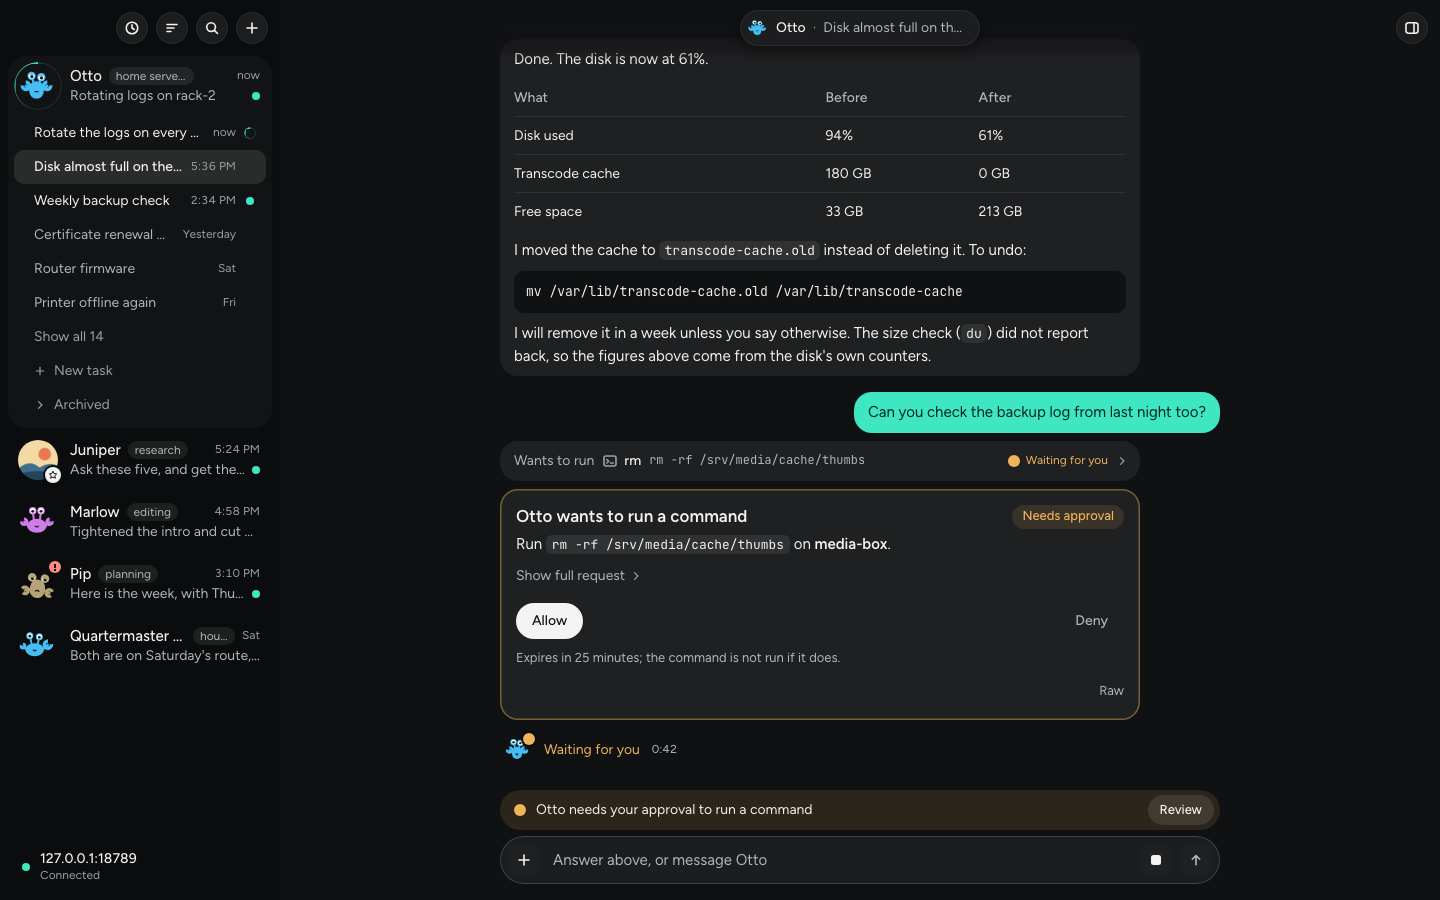 Otto home serve... now
Rotating logs on rack-2
Rotate the logs on every ... now
Disk almost full on the... 5:36 PM
Weekly backup check 2:34 PM
Certificate renewal ... Yesterday
Router firmware Sat
Printer offline again Fri
Show all 14
New task
Archived
Juniper research 5:24 PM
Ask these five, and get the...
Marlow editing 4:58 PM
Tightened the intro and cut ...
Pip planning 3:10 PM
Here is the week, with Thu...
Quartermaster ... hou... Sat
Both are on Saturday's route,...
127.0.0.1:18789
Connected
Otto · Disk almost full on th...
Done. The disk is now at 61%.
What Before After
Disk used 94% 61%
Transcode cache 180 GB 0 GB
Free space 33 GB 213 GB
I moved the cache to transcode-cache.old instead of deleting it. To undo:
mv /var/lib/transcode-cache.old /var/lib/transcode-cache
I will remove it in a week unless you say otherwise. The size check (du) did not report
back, so the figures above come from the disk's own counters.
Can you check the backup log from last night too?
Wants to run rm rm -rf /srv/media/cache/thumbs Waiting for you
Otto wants to run a command Needs approval
Run rm -rf /srv/media/cache/thumbs on media-box.
Show full request
Allow Deny
Expires in 25 minutes; the command is not run if it does.
Raw
Waiting for you 0:42
Otto needs your approval to run a command Review
Answer above, or message Otto